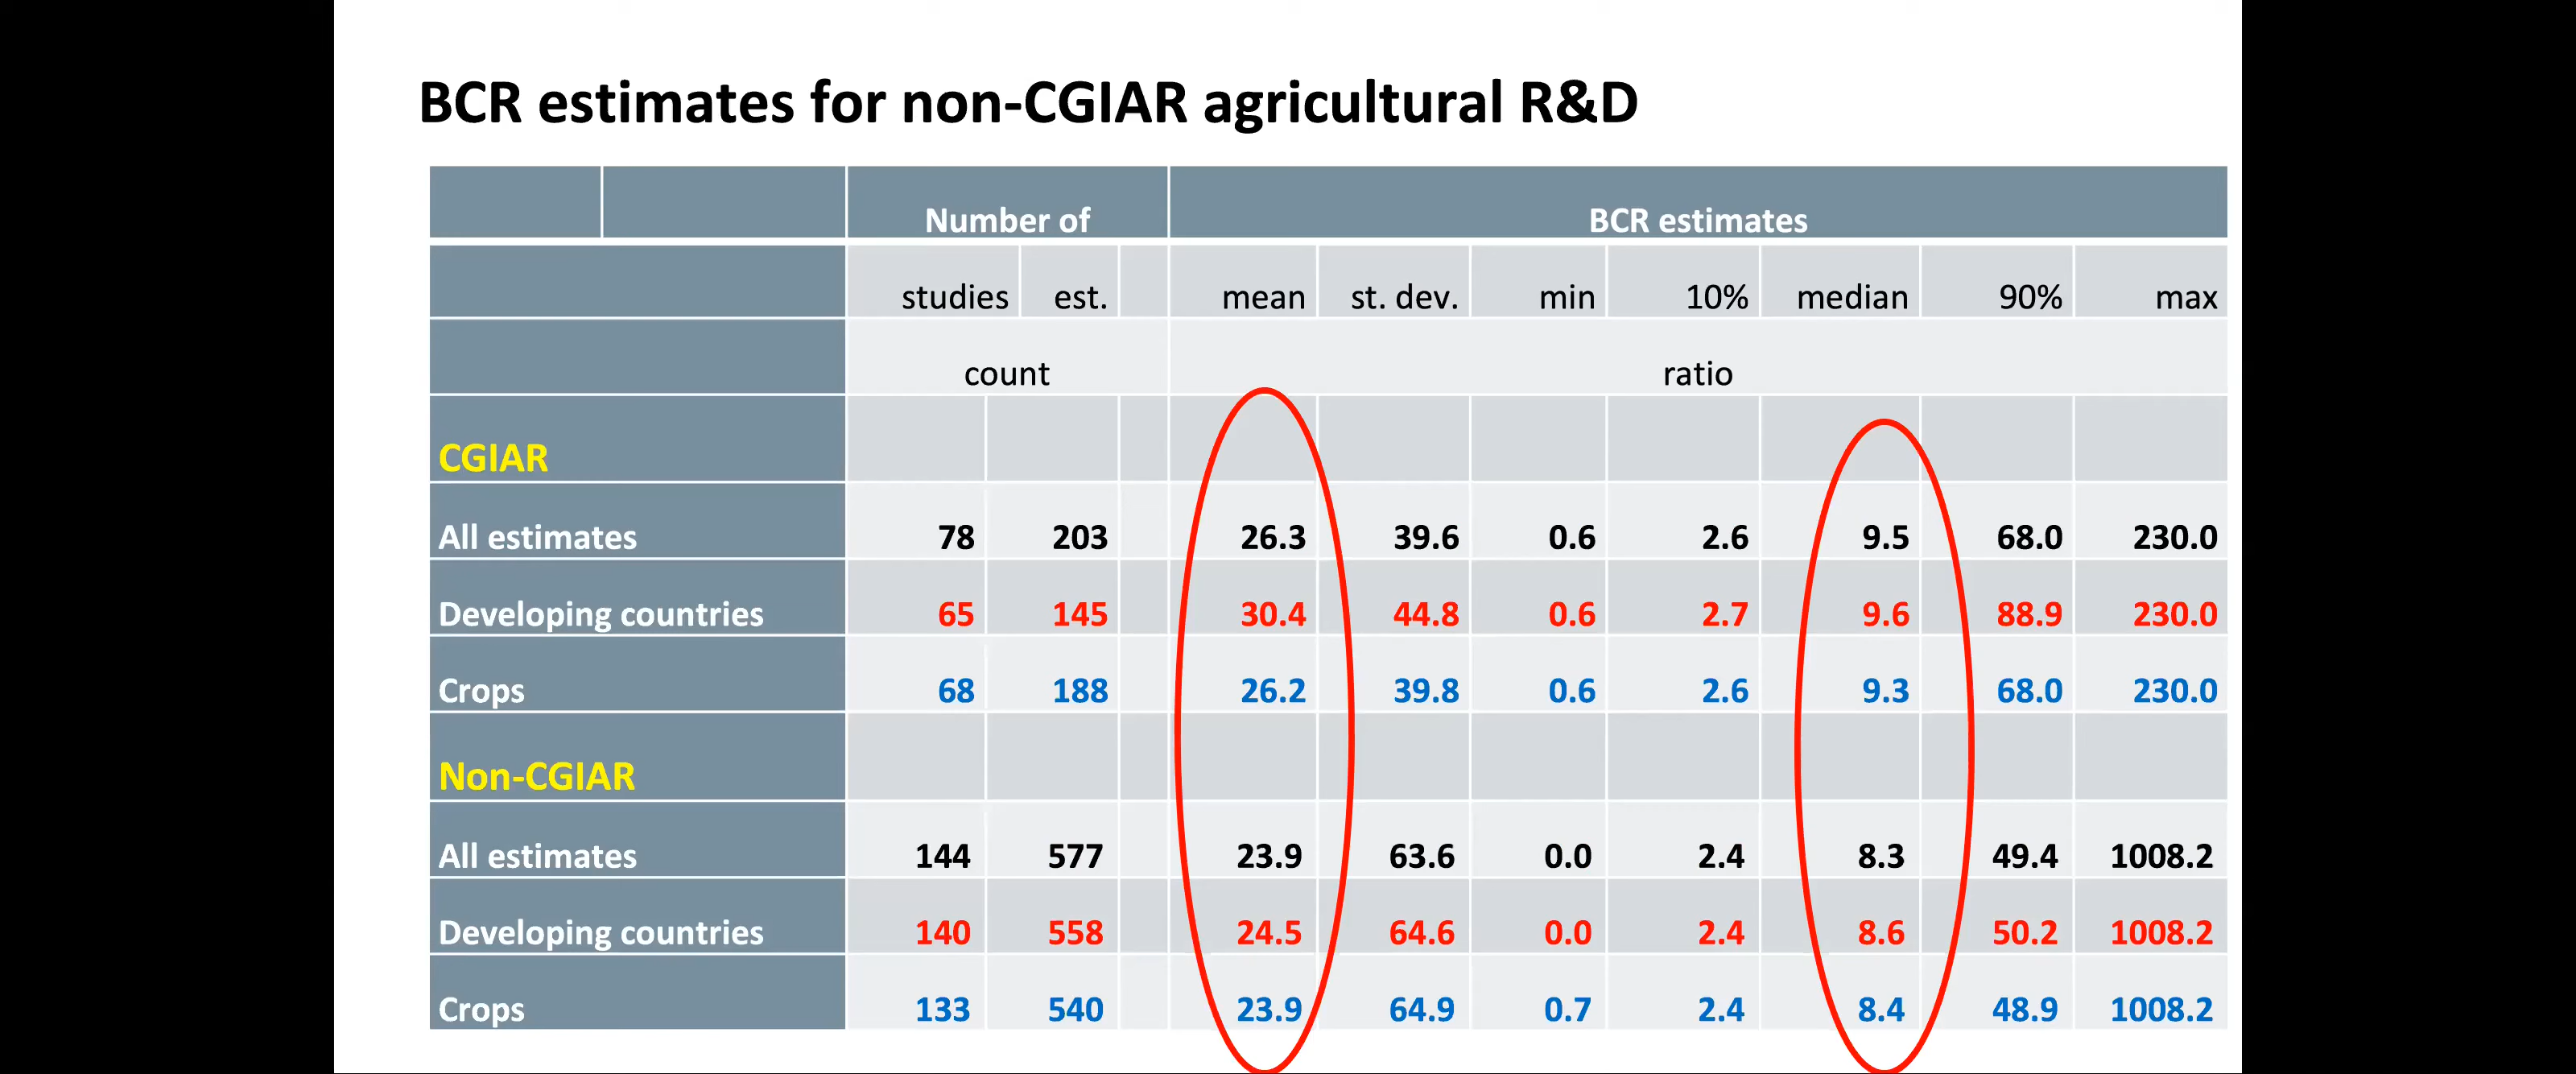 BCR estimates for non-CGIAR agricultural R&D
Number of BCR estimates
studies est. mean st. dev. min 10% median 90% max
count ratio
CGIAR
All estimates 78 203 26.3 39.6 0.6 2.6 9.5 68.0 230.0
Developing countries 65 145 30.4 44.8 0.6 2.7 9.6 88.9 230.0
Crops 68 188 26.2 39.8 0.6 2.6 9.3 68.0 230.0
Non-CGIAR
All estimates 144 577 23.9 63.6 0.0 2.4 8.3 49.4 1008.2
Developing countries 140 558 24.5 64.6 0.0 2.4 8.6 50.2 1008.2
Crops 133 540 23.9 64.9 0.7 2.4 8.4 48.9 1008.2